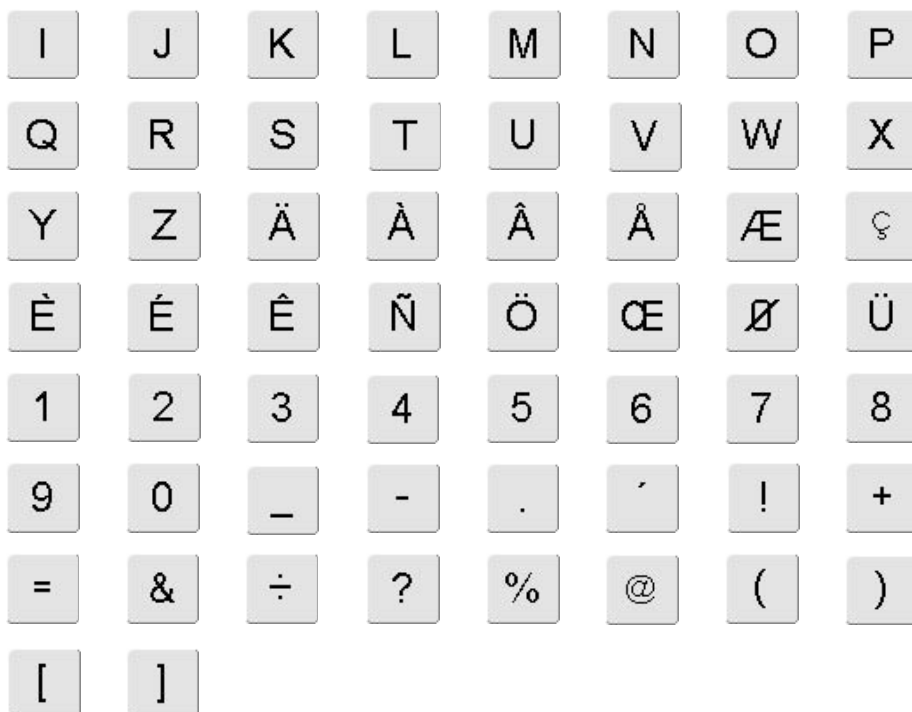 I J K L M N O P
Q R S T U V W X
Y Z Ä À Â Å Æ ç
È É Ê Ñ Ö Œ Ø Ü
1 2 3 4 5 6 7 8
9 0 _ - . ´ ! +
= & ÷ ? % @ ( )
[ ]